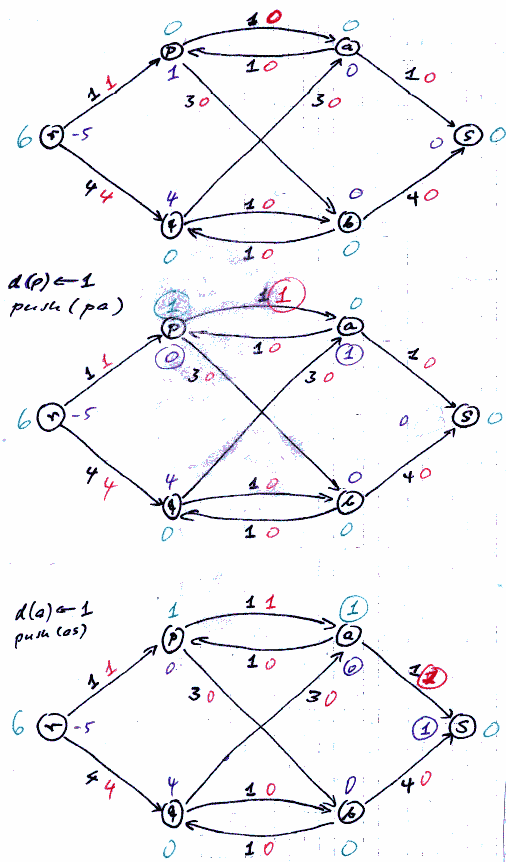 0 0
1 0
p a
1 1 1 0 0 1 0
3 0 3 0
6 r -5 0 s 0
4 4 4 1 0 0 4 0
q b
0 1 0 0
d(p) ← 1
push(pa)
1 1 1 0
p a
1 1 0 1 0 1 1 0
3 0 3 0
6 r -5 0 s 0
4 4 4 1 0 0 4 0
q b
0 1 0 0
d(a) ← 1
push(as)
1 1 1 1
p a
1 1 0 1 0 0 1 1
3 0 3 0
6 r -5 1 s 0
4 4 4 1 0 0 4 0
q b
0 1 0 0